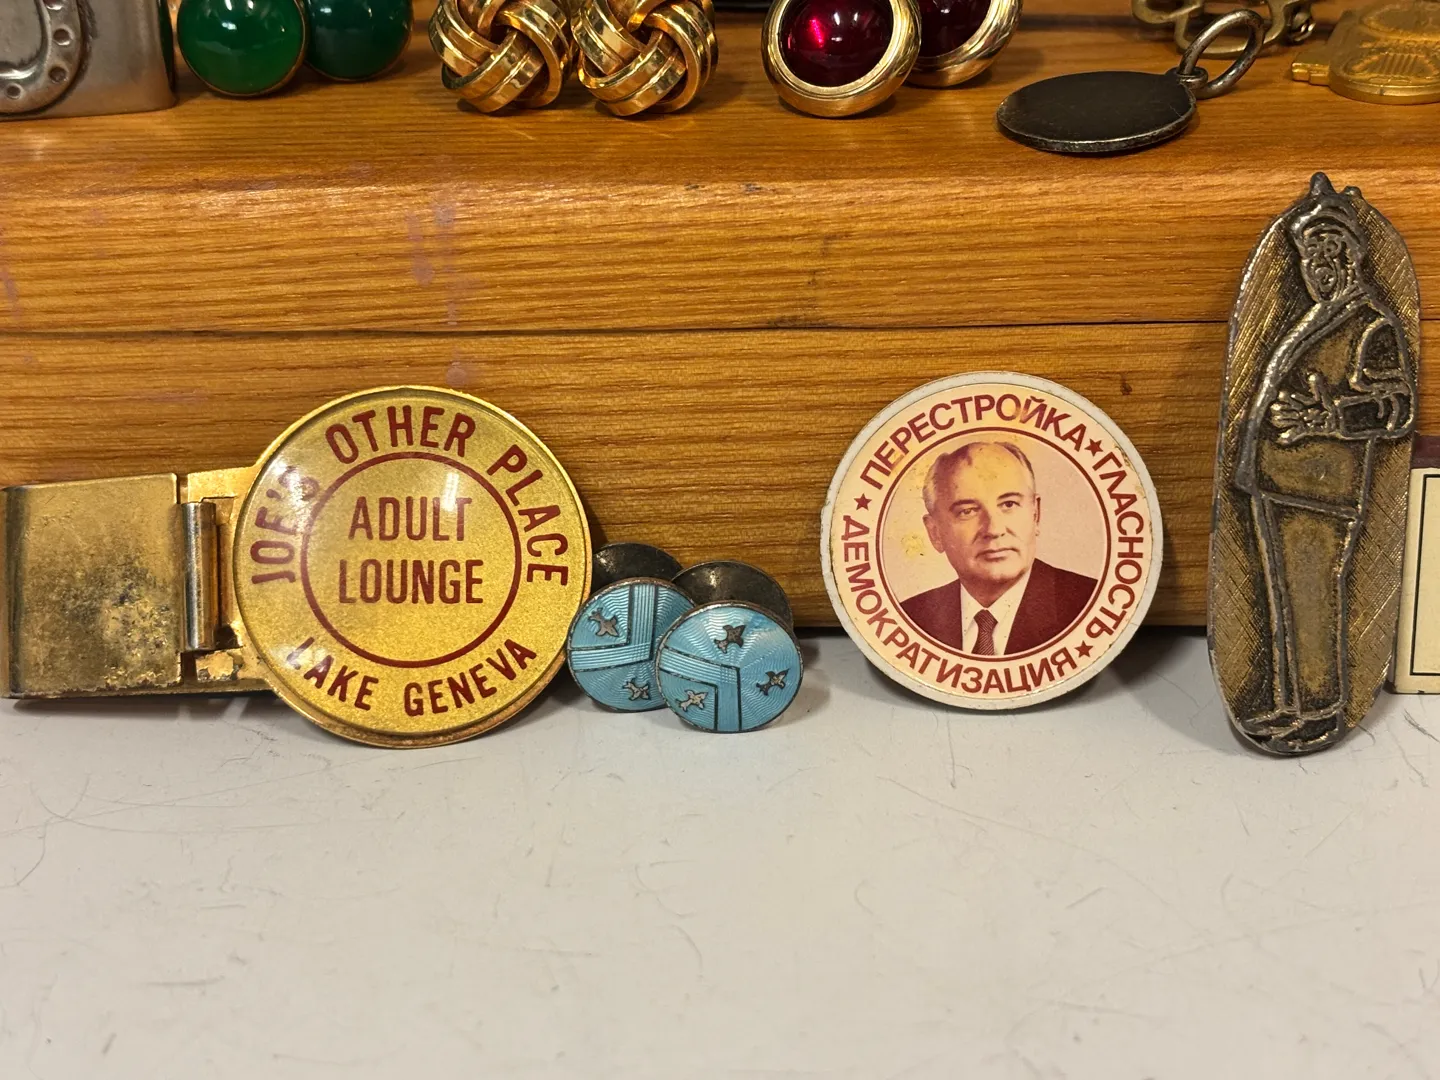 JOE'S OTHER PLACE
ADULT
LOUNGE
LAKE GENEVA
★ ПЕРЕСТРОЙКА ★ ГЛАСНОСТЬ ★ ДЕМОКРАТИЗАЦИЯ